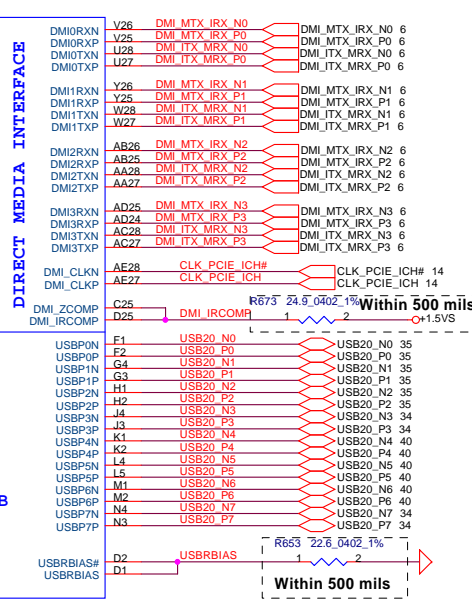 DIRECT MEDIA INTERFACE
DMI0RXN V26 DMI_MTX_IRX_N0 DMI_MTX_IRX_N0 6
DMI0RXP V25 DMI_MTX_IRX_P0 DMI_MTX_IRX_P0 6
DMI0TXN U28 DMI_ITX_MRX_N0 DMI_ITX_MRX_N0 6
DMI0TXP U27 DMI_ITX_MRX_P0 DMI_ITX_MRX_P0 6
DMI1RXN Y26 DMI_MTX_IRX_N1 DMI_MTX_IRX_N1 6
DMI1RXP Y25 DMI_MTX_IRX_P1 DMI_MTX_IRX_P1 6
DMI1TXN W28 DMI_ITX_MRX_N1 DMI_ITX_MRX_N1 6
DMI1TXP W27 DMI_ITX_MRX_P1 DMI_ITX_MRX_P1 6
DMI2RXN AB26 DMI_MTX_IRX_N2 DMI_MTX_IRX_N2 6
DMI2RXP AB25 DMI_MTX_IRX_P2 DMI_MTX_IRX_P2 6
DMI2TXN AA28 DMI_ITX_MRX_N2 DMI_ITX_MRX_N2 6
DMI2TXP AA27 DMI_ITX_MRX_P2 DMI_ITX_MRX_P2 6
DMI3RXN AD25 DMI_MTX_IRX_N3 DMI_MTX_IRX_N3 6
DMI3RXP AD24 DMI_MTX_IRX_P3 DMI_MTX_IRX_P3 6
DMI3TXN AC28 DMI_ITX_MRX_N3 DMI_ITX_MRX_N3 6
DMI3TXP AC27 DMI_ITX_MRX_P3 DMI_ITX_MRX_P3 6
DMI_CLKN AE28 CLK_PCIE_ICH# CLK_PCIE_ICH# 14
DMI_CLKP AE27 CLK_PCIE_ICH CLK_PCIE_ICH 14
R673 24.9_0402_1% Within 500 mils
DMI_ZCOMP C25
DMI_IRCOMP D25 DMI_IRCOMP 1 2 +1.5VS
USBP0N F1 USB20_N0 USB20_N0 35
USBP0P F2 USB20_P0 USB20_P0 35
USBP1N G4 USB20_N1 USB20_N1 35
USBP1P G3 USB20_P1 USB20_P1 35
USBP2N H1 USB20_N2 USB20_N2 35
USBP2P H2 USB20_P2 USB20_P2 35
USBP3N J4 USB20_N3 USB20_N3 34
USBP3P J3 USB20_P3 USB20_P3 34
USBP4N K1 USB20_N4 USB20_N4 40
USBP4P K2 USB20_P4 USB20_P4 40
USBP5N L4 USB20_N5 USB20_N5 40
USBP5P L5 USB20_P5 USB20_P5 40
USBP6N M1 USB20_N6 USB20_N6 40
B USBP6P M2 USB20_P6 USB20_P6 40
USBP7N N4 USB20_N7 USB20_N7 34
USBP7P N3 USB20_P7 USB20_P7 34
R653 22.6_0402_1%
USBRBIAS# D2 USBRBIAS 1 2
USBRBIAS D1
Within 500 mils